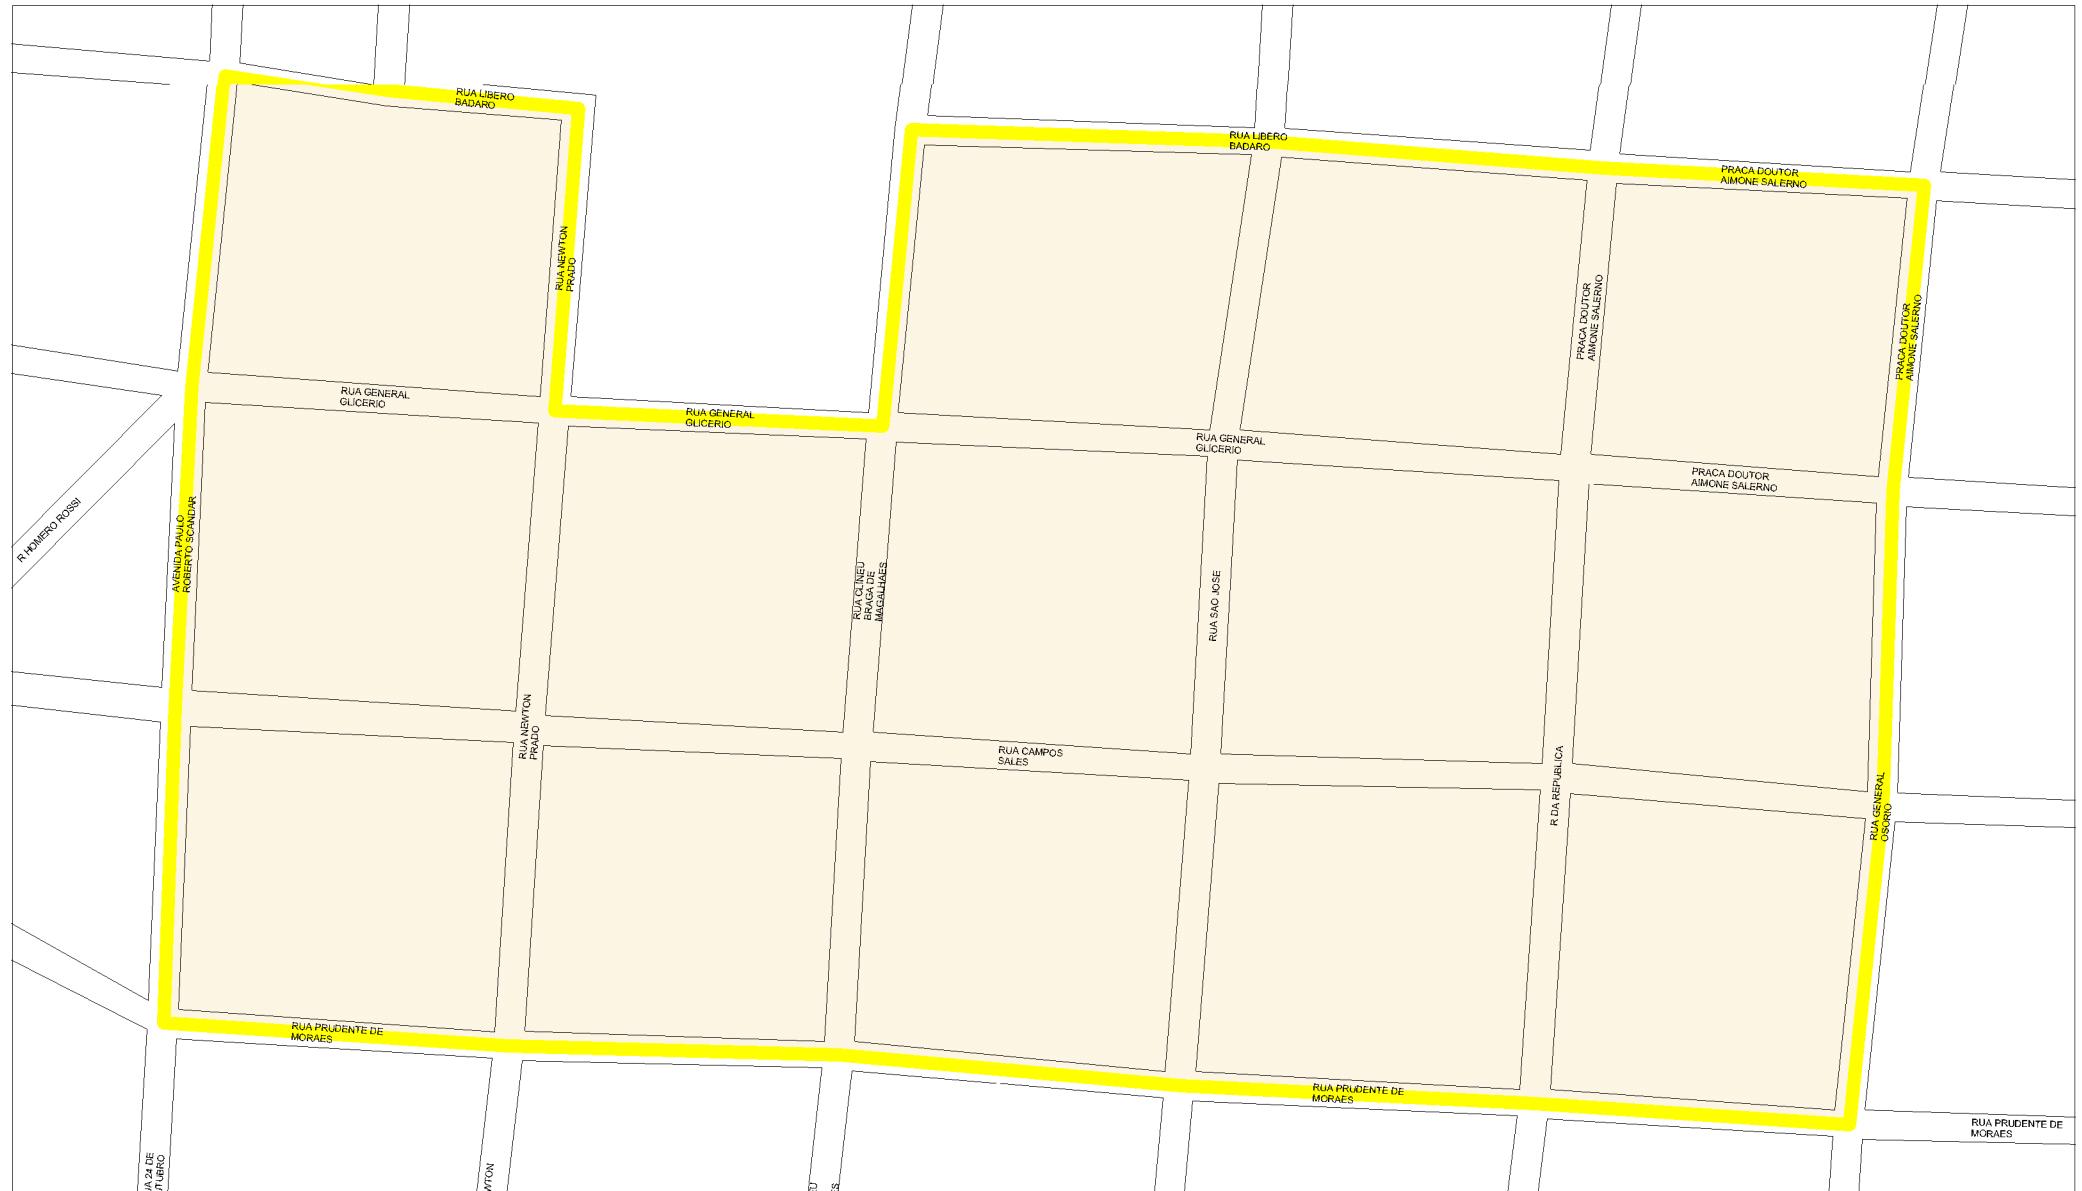 RUA LIBERO
BADARO
RUA LIBERO
BADARO
PRACA DOUTOR
AIMONE SALERNO
RUA NEWTON
PRADO
PRACA DOUTOR
AIMONE SALERNO
PRACA DOUTOR
AIMONE SALERNO
RUA GENERAL
GLICERIO
RUA GENERAL
GLICERIO
RUA GENERAL
GLICERIO
PRACA DOUTOR
AIMONE SALERNO
R HOMERO ROSSI
AVENIDA PAULO
ROBERTO SCANDAR
RUA CLINEU
BRAGA DE
MAGALHAES
RUA SAO JOSE
RUA NEWTON
PRADO
RUA CAMPOS
SALES
R DA REPUBLICA
RUA GENERAL
OSORIO
RUA PRUDENTE DE
MORAES
RUA PRUDENTE DE
MORAES
RUA PRUDENTE DE
MORAES
24 DE